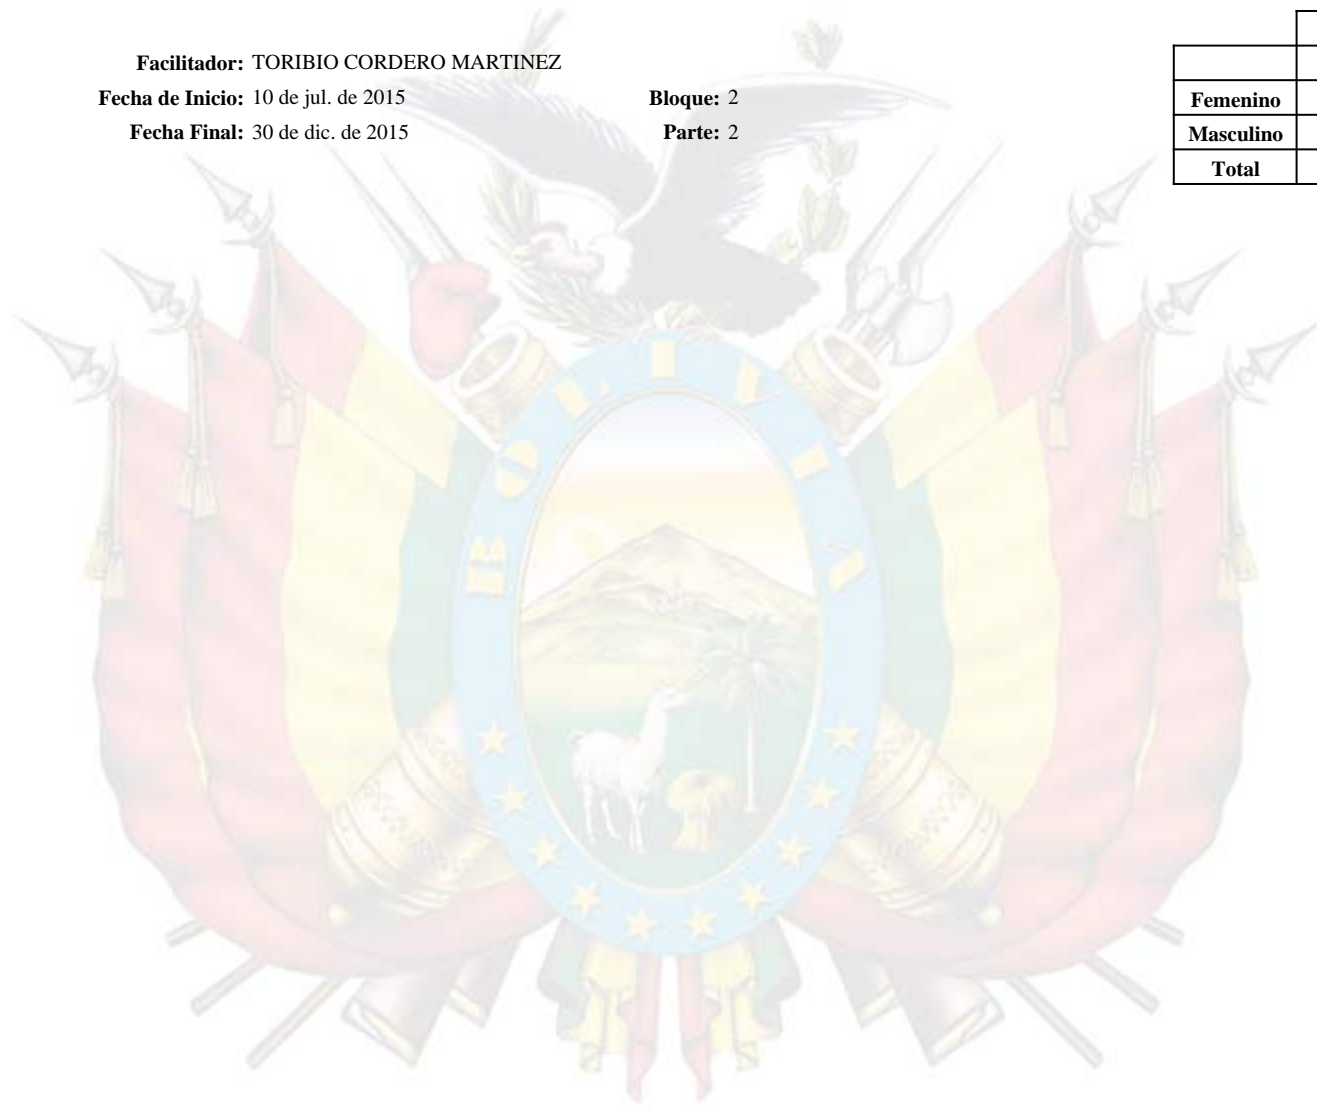 Facilitador: TORIBIO CORDERO MARTINEZ
Fecha de Inicio: 10 de jul. de 2015 Bloque: 2
Fecha Final: 30 de dic. de 2015 Parte: 2
Femenino
Masculino
Total
BOLIVIA